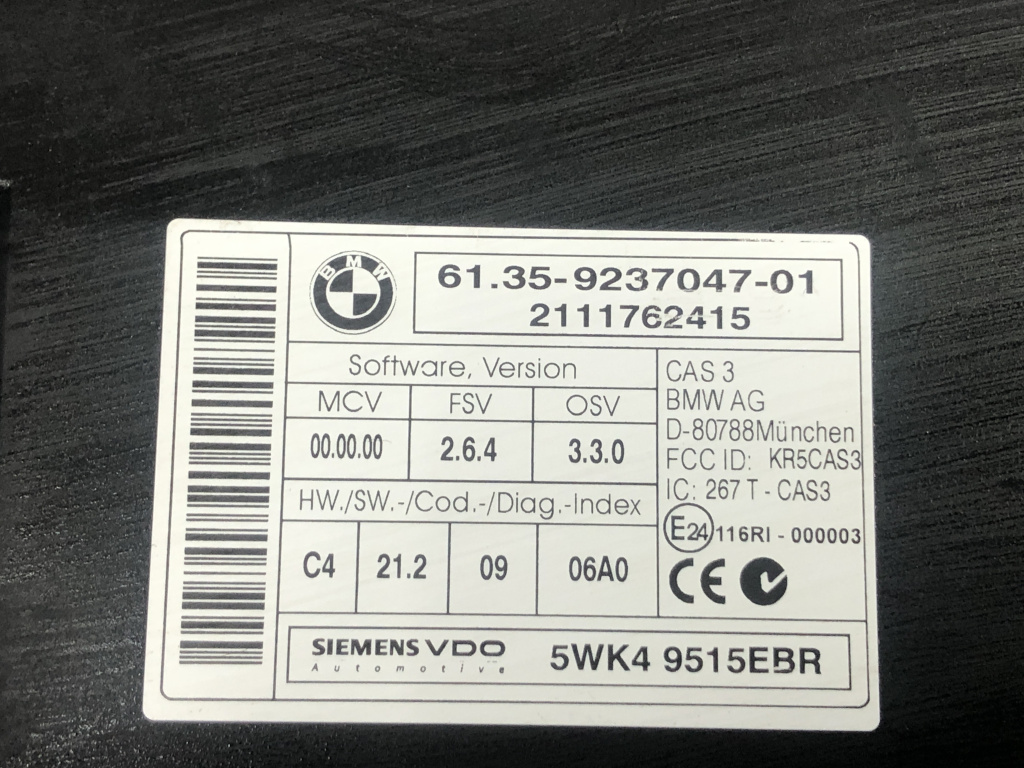 BMW
61.35-9237047-01
2111762415
Software, Version
MCV FSV OSV
00.00.00 2.6.4 3.3.0
HW./SW.-/Cod.-/Diag.-Index
C4 21.2 09 06A0
CAS 3
BMW AG
D-80788München
FCC ID: KR5CAS3
IC: 267 T - CAS3
E24 116RI - 000003
CE
SIEMENS VDO
Automotive
5WK4 9515EBR